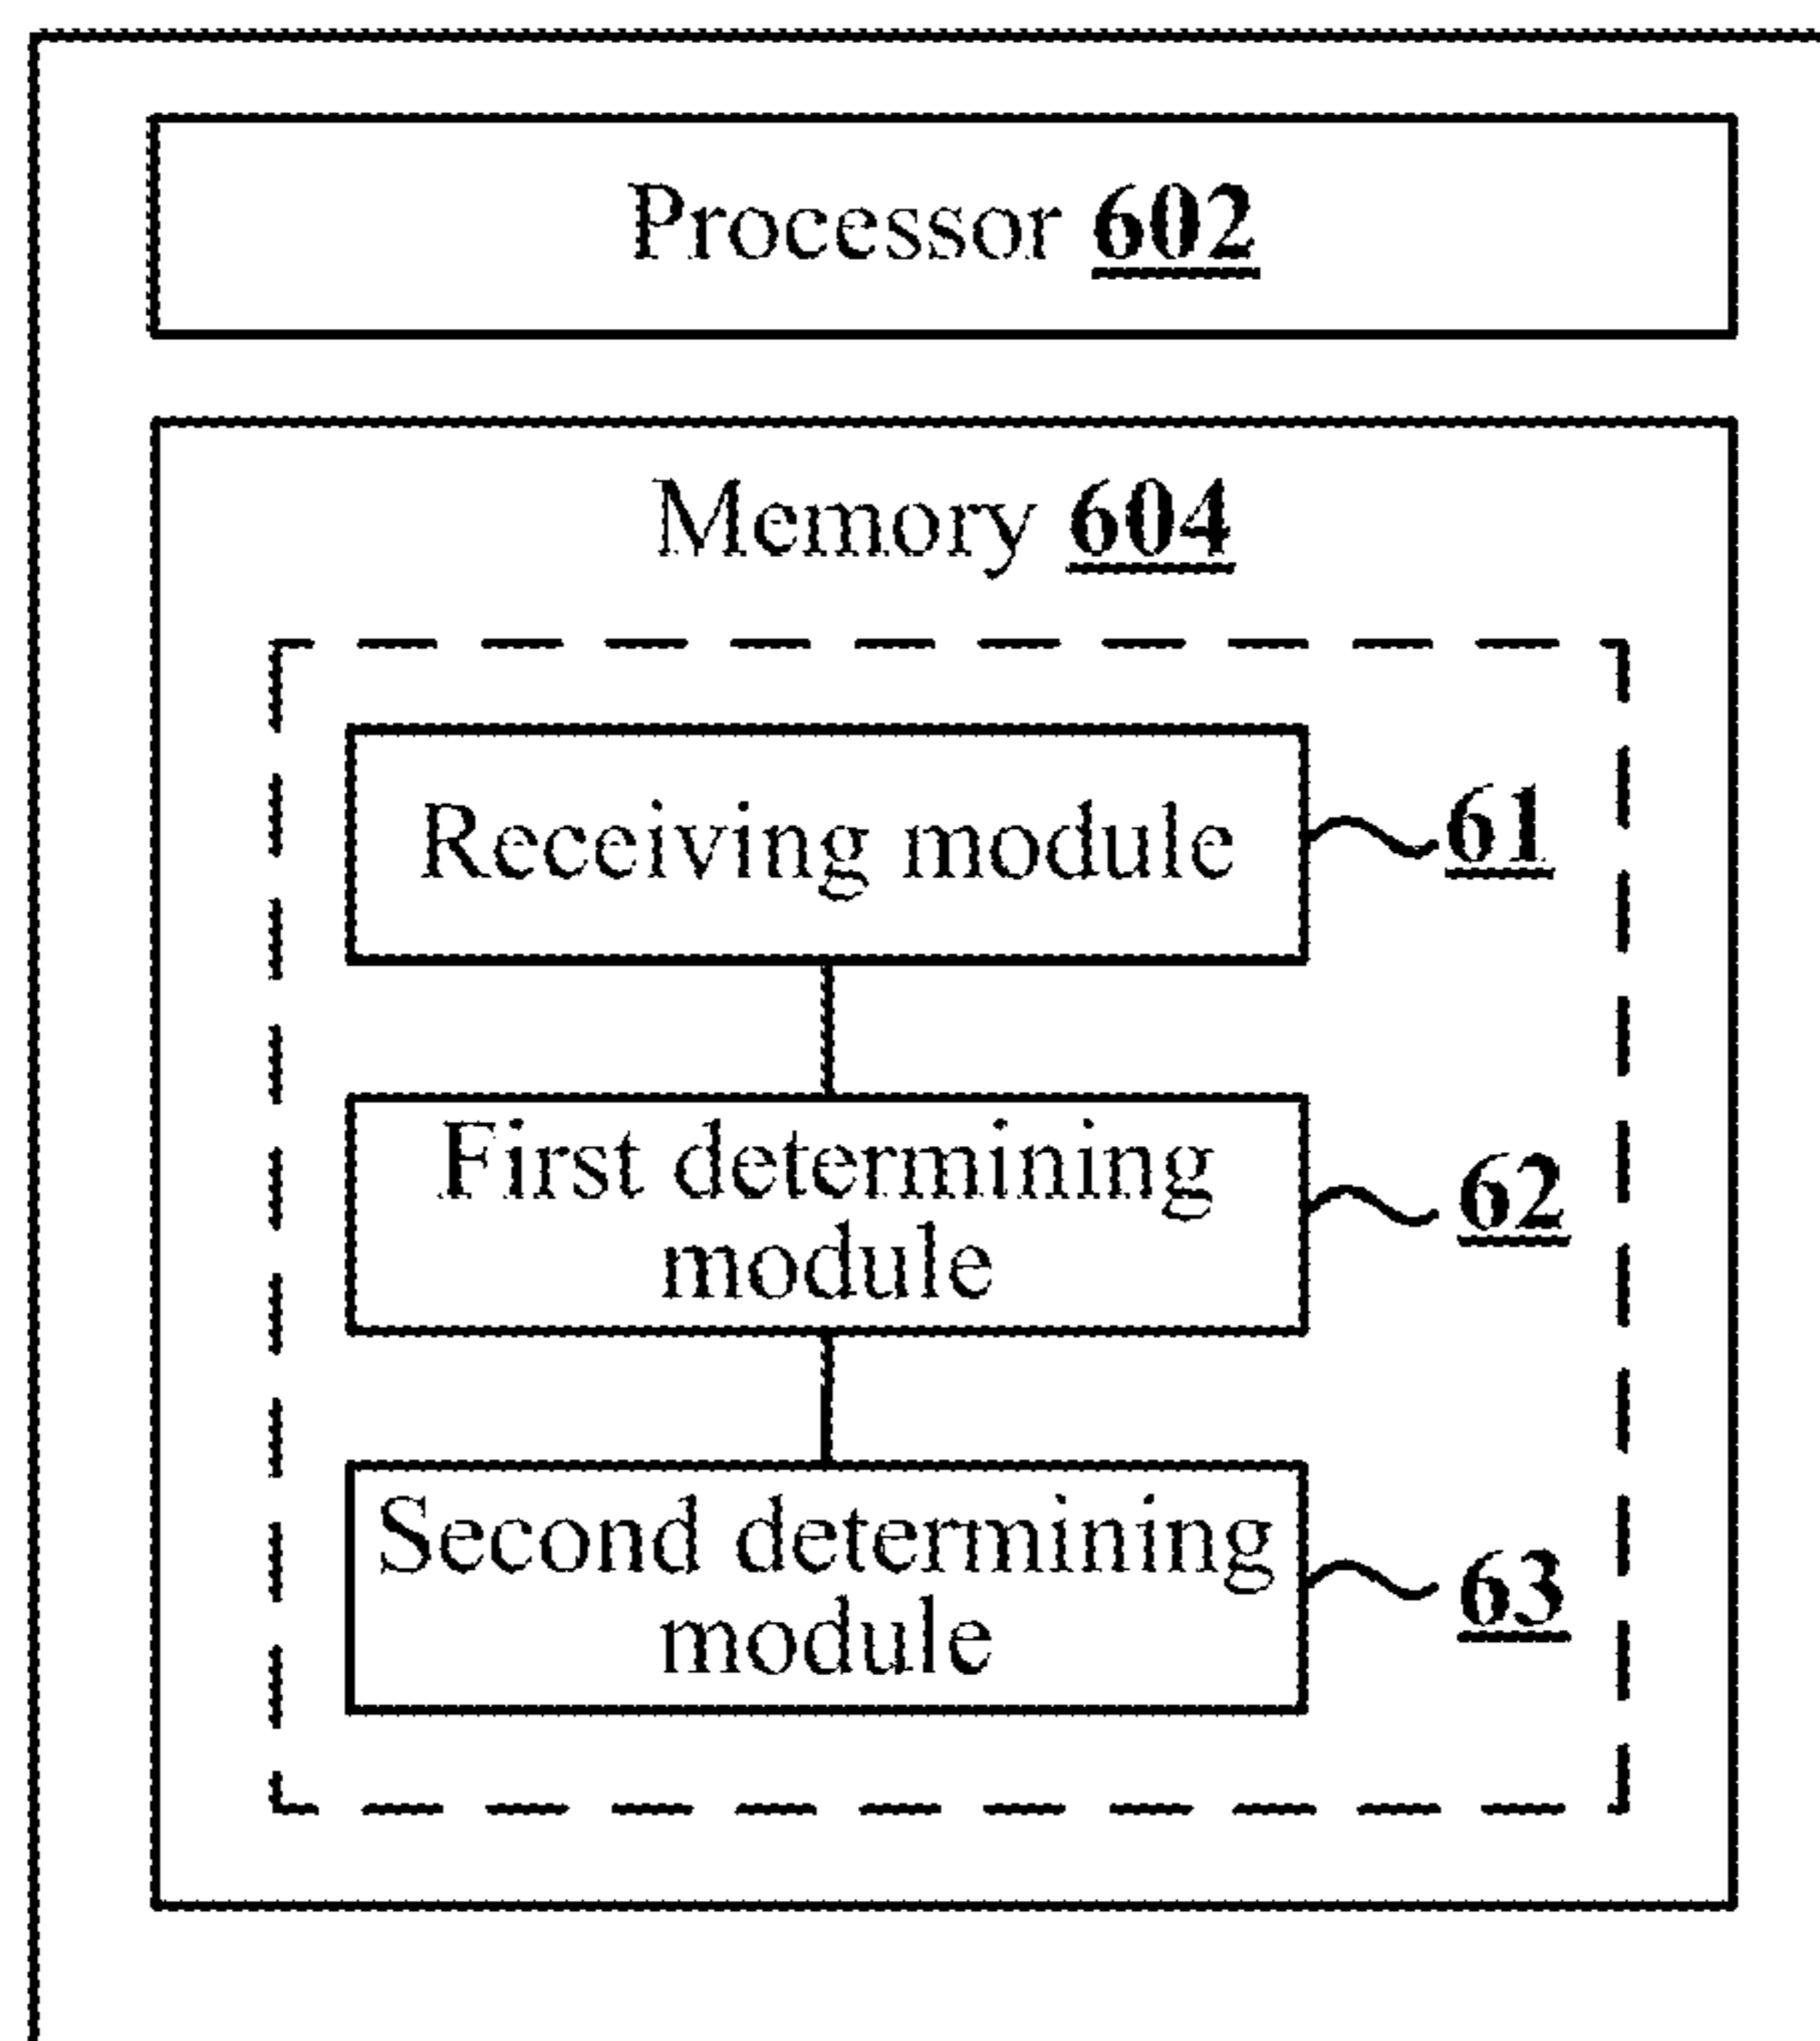 Processor 602
Memory 604
Receiving module
61
First determining
module
62
Second determining
module
63